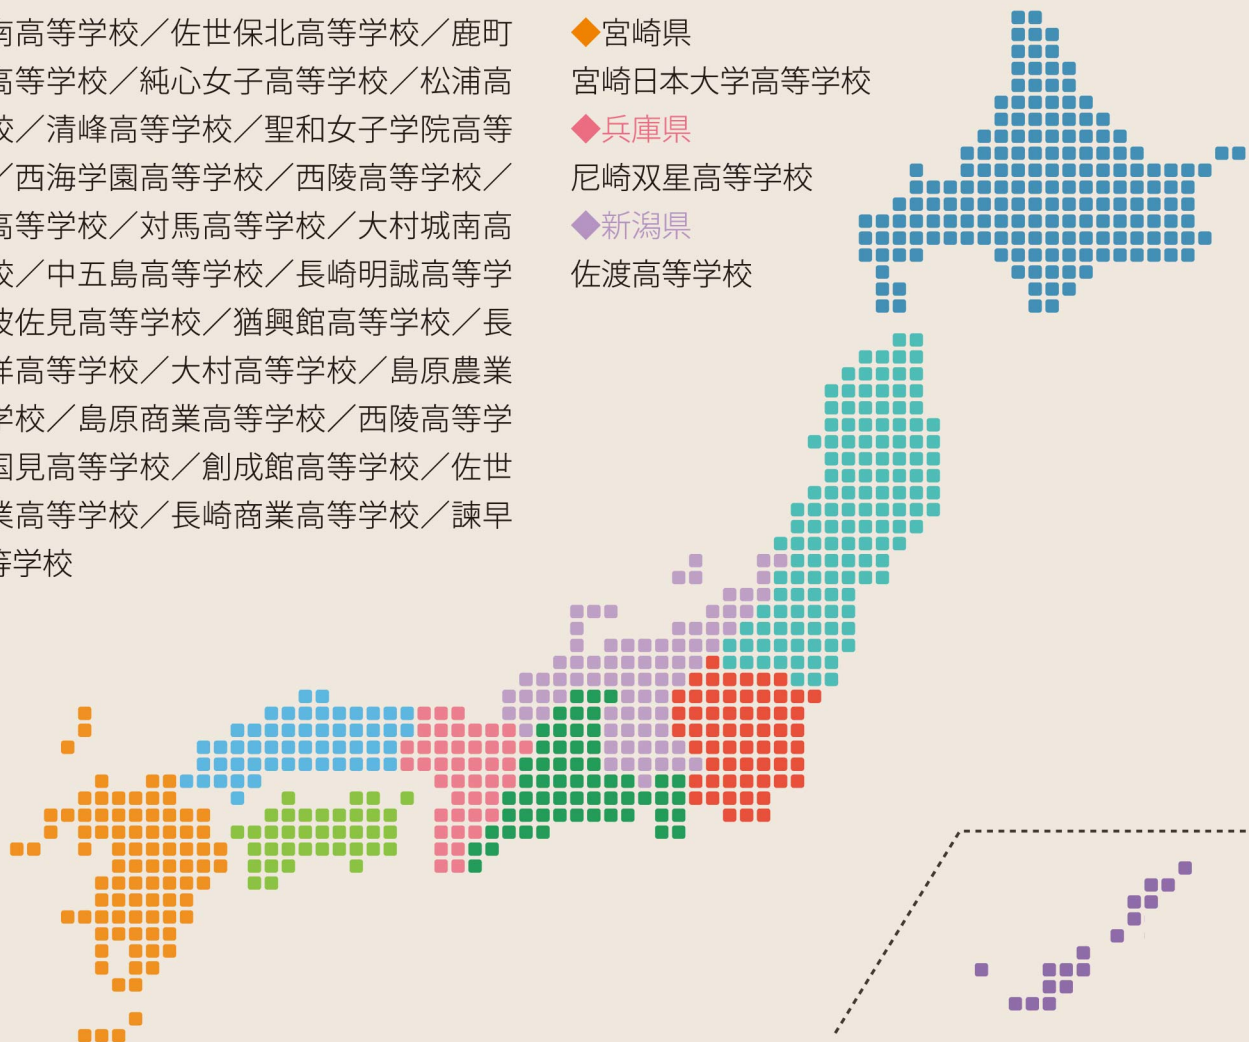 高等学校／佐世保北高等学校／鹿町
高等学校／純心女子高等学校／松浦高
校／清峰高等学校／聖和女子学院高等
／西海学園高等学校／西陵高等学校／
高等学校／対馬高等学校／大村城南高
校／中五島高等学校／長崎明誠高等学
佐見高等学校／猶興館高等学校／長
高等学校／大村高等学校／島原農業
学校／島原商業高等学校／西陵高等学
国見高等学校／創成館高等学校／佐世
業高等学校／長崎商業高等学校／諫早
等学校
◆宮崎県
宮崎日本大学高等学校
◆兵庫県
尼崎双星高等学校
◆新潟県
佐渡高等学校